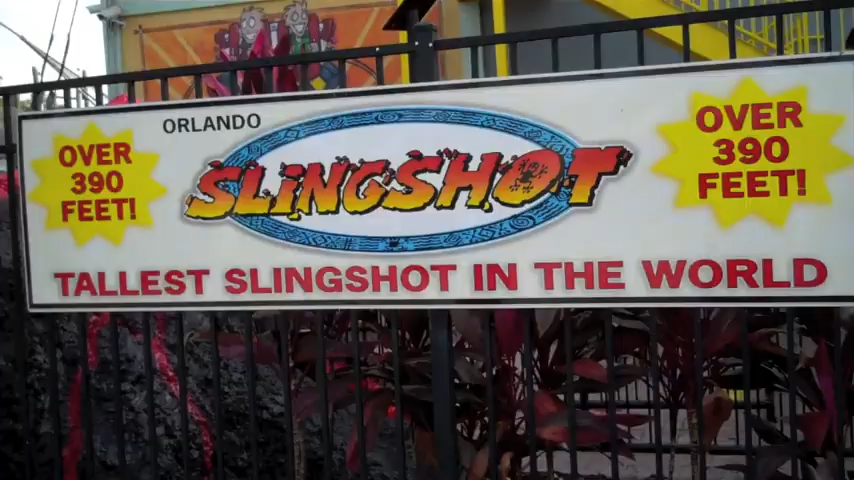 ORLANDO
OVER
390
FEET!
SLINGSHOT
OVER
390
FEET!
TALLEST SLINGSHOT IN THE WORLD